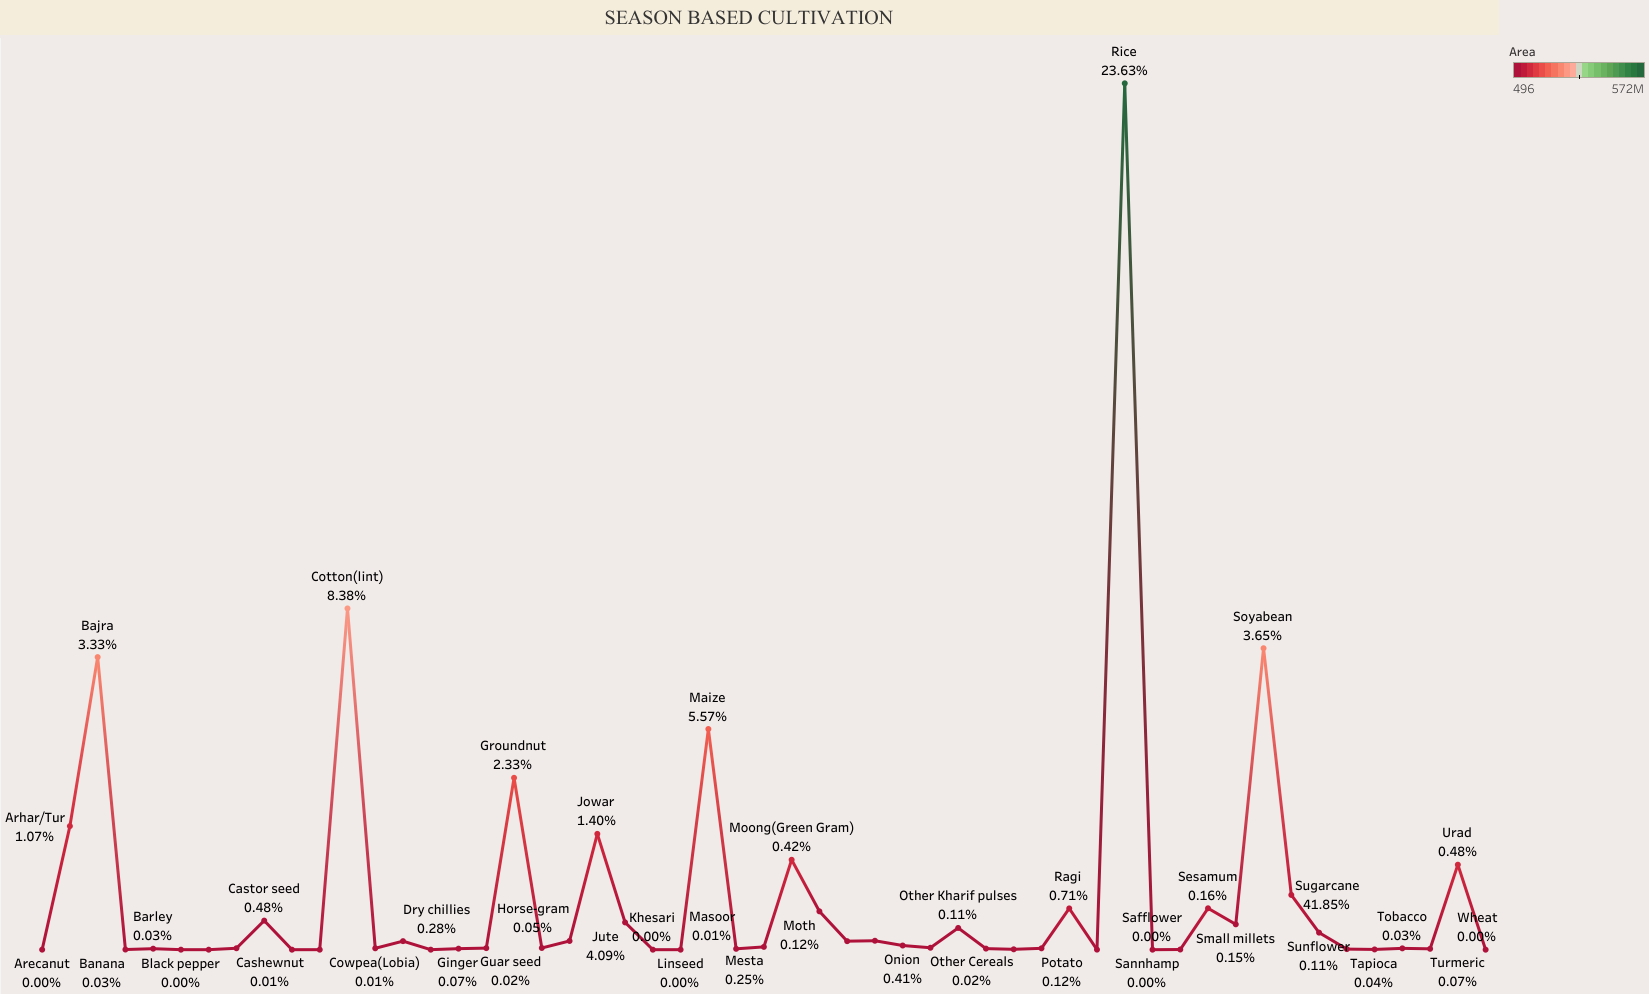 SEASON BASED CULTIVATION
Area
496 572M
Rice
23.63%
Cotton(lint)
8.38%
Bajra
3.33%
Soyabean
3.65%
Maize
5.57%
Groundnut
2.33%
Jowar
1.40%
Arhar/Tur
1.07%
Moong(Green Gram)
0.42%
Urad
0.48%
Castor seed
0.48%
Ragi
0.71%
Sesamum
0.16%
Sugarcane
41.85%
Other Kharif pulses
0.11%
Barley
0.03%
Dry chillies
0.28%
Horse-gram
0.05%
Khesari
0.00%
Masoor
0.01%
Moth
0.12%
Safflower
0.00%
Tobacco
0.03%
Wheat
0.00%
Jute
4.09%
Small millets
0.15%
Sunflower
0.11%
Arecanut
0.00%
Banana
0.03%
Black pepper
0.00%
Cashewnut
0.01%
Cowpea(Lobia)
0.01%
Ginger
0.07%
Guar seed
0.02%
Linseed
0.00%
Mesta
0.25%
Onion
0.41%
Other Cereals
0.02%
Potato
0.12%
Sannhamp
0.00%
Tapioca
0.04%
Turmeric
0.07%